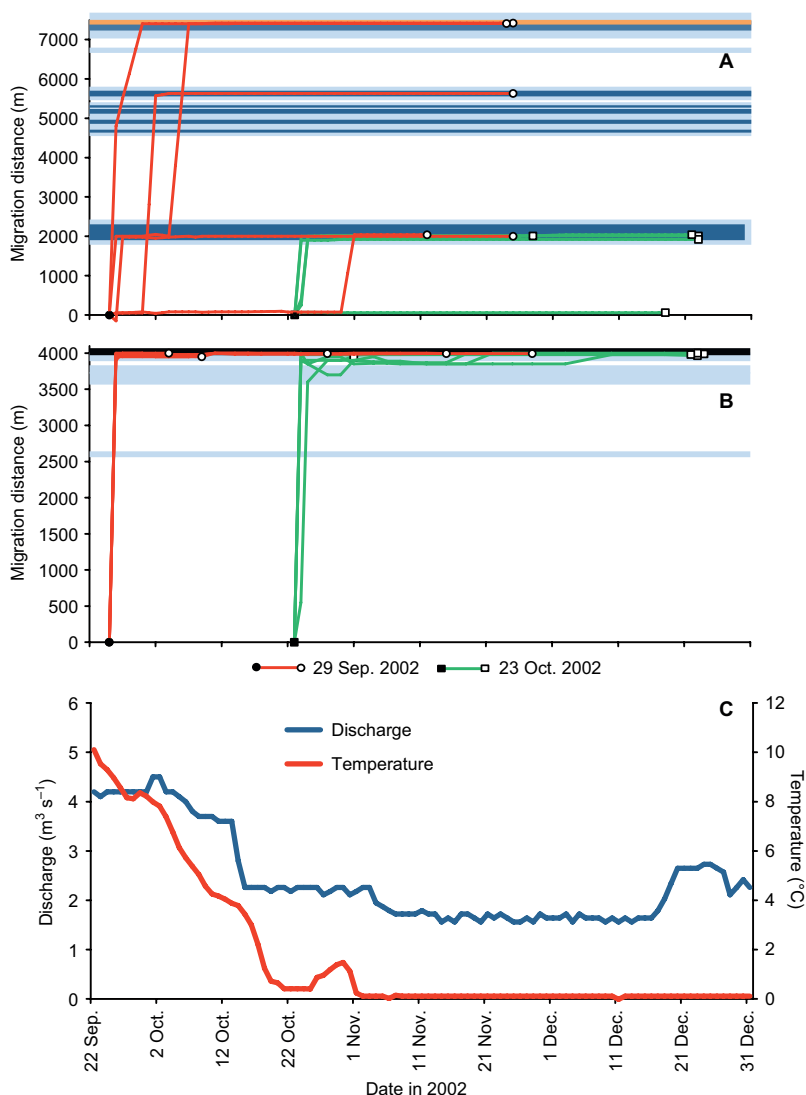 A
Migration distance (m)
7000
6000
5000
4000
3000
2000
1000
0
B
Migration distance (m)
4000
3500
3000
2500
2000
1500
1000
500
0
29 Sep. 2002
23 Oct. 2002
C
Discharge
Temperature
Discharge (m³ s⁻¹)
6
5
4
3
2
1
0
Temperature (°C)
12
10
8
6
4
2
0
22 Sep.
2 Oct.
12 Oct.
22 Oct.
1 Nov.
11 Nov.
21 Nov.
1 Dec.
11 Dec.
21 Dec.
31 Dec.
Date in 2002